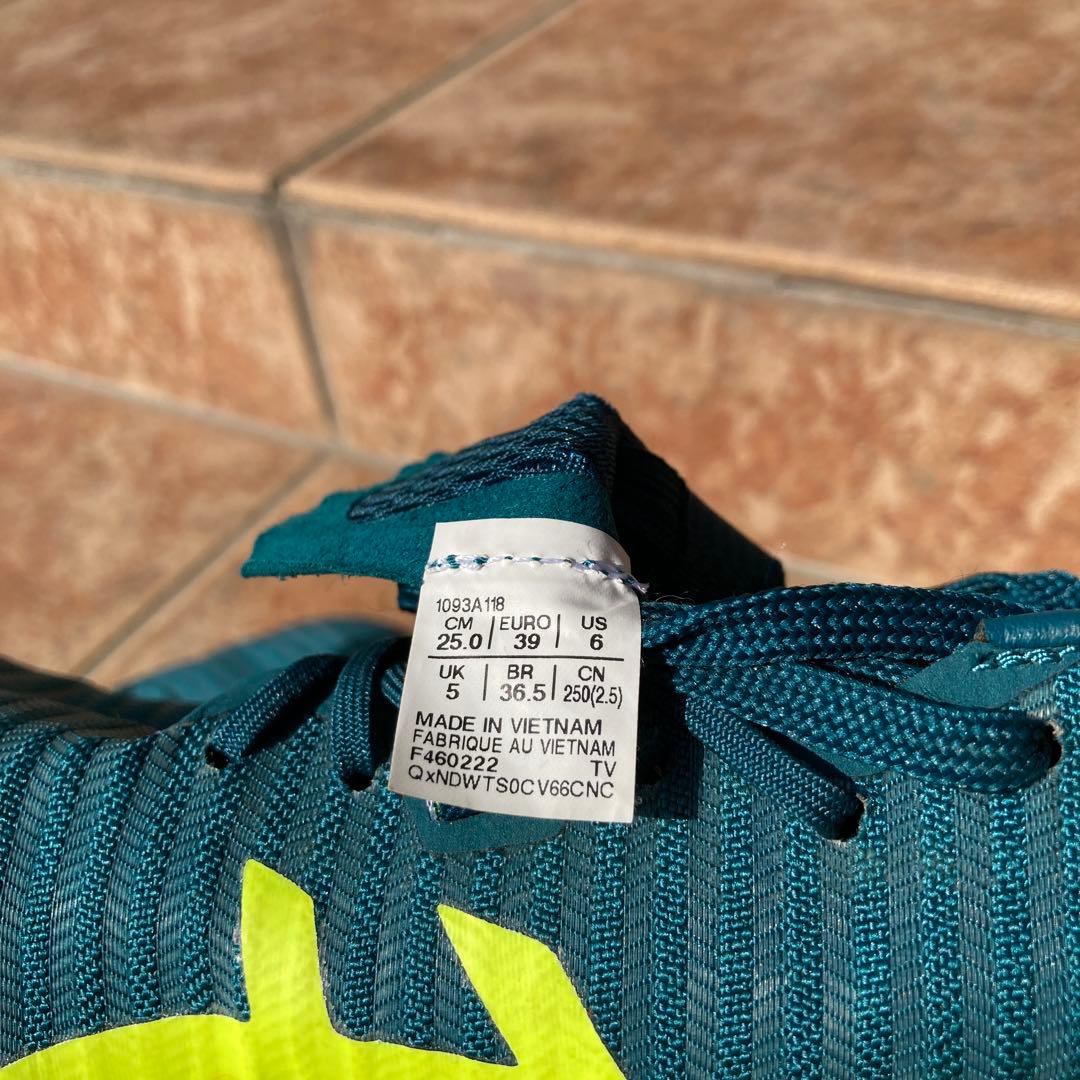 1093A118
CM | EURO | US
25.0 | 39 | 6
UK | BR | CN
5 | 36.5 | 250(2.5)
MADE IN VIETNAM
FABRIQUE AU VIETNAM
F460222 TV
QxNDWTS0CV66CNC